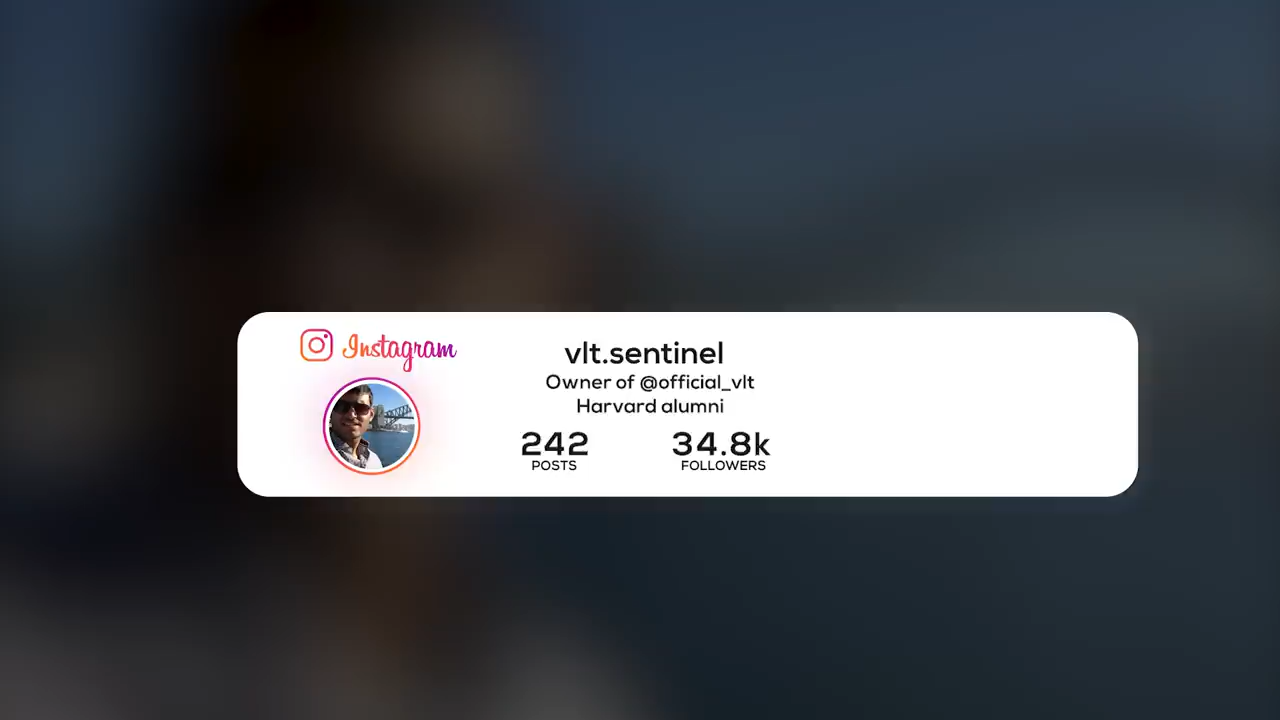 Instagram
vlt.sentinel
Owner of @official_vlt
Harvard alumni
242
POSTS
34.8k
FOLLOWERS